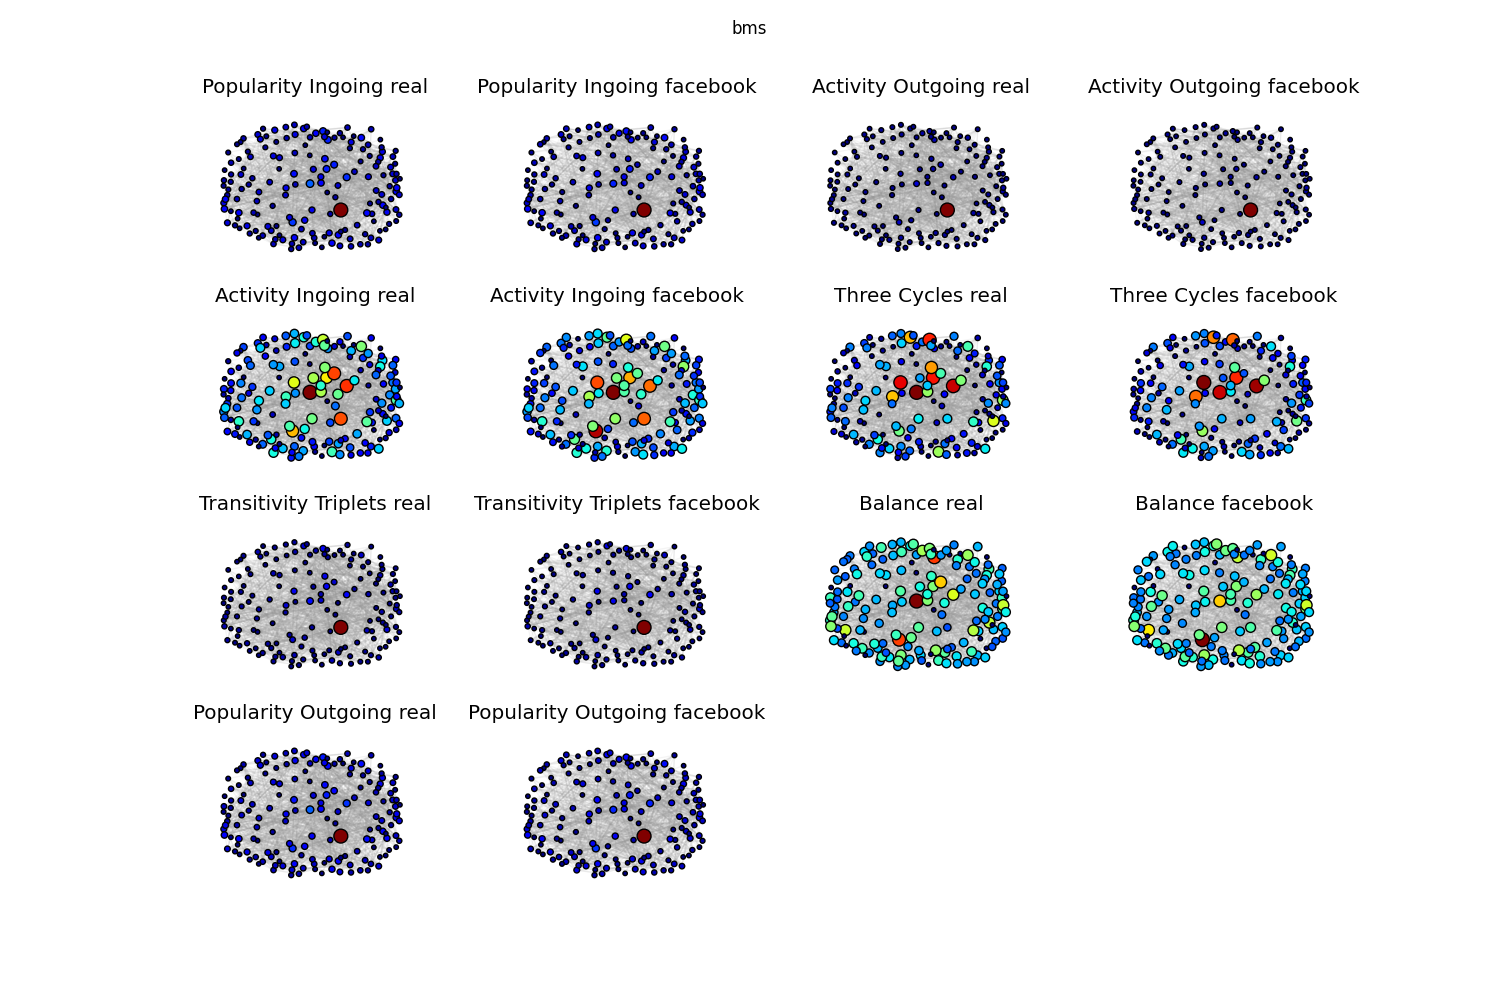 bms
Popularity Ingoing real
Popularity Ingoing facebook
Activity Outgoing real
Activity Outgoing facebook
Activity Ingoing real
Activity Ingoing facebook
Three Cycles real
Three Cycles facebook
Transitivity Triplets real
Transitivity Triplets facebook
Balance real
Balance facebook
Popularity Outgoing real
Popularity Outgoing facebook